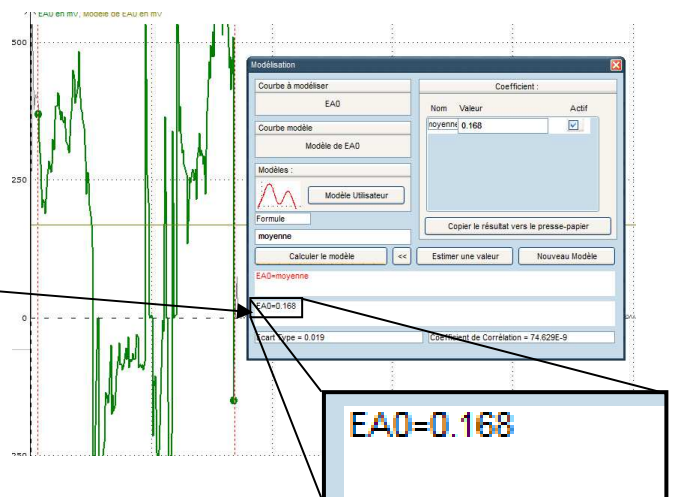 EA0 en mV, Modèle de EA0 en mV
500
250
0
250
Modélisation
Courbe à modéliser
EA0
Courbe modèle
Modèle de EA0
Modèles :
Modèle Utilisateur
Formule
moyenne
Calculer le modèle
<<
Coefficient :
Nom Valeur Actif
moyenne 0.168
Copier le résultat vers le presse-papier
Estimer une valeur
Nouveau Modèle
EA0=moyenne
EA0=0.168
Ecart Type = 0.019
Coefficient de Corrélation = 74.629E-9
EA0=0.168